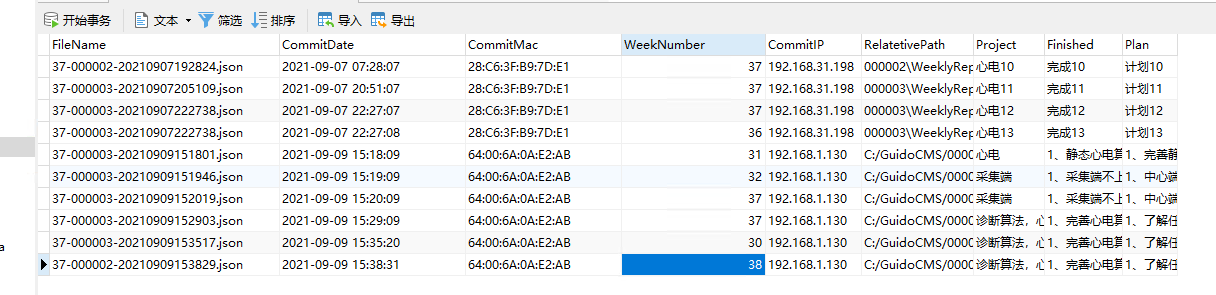 开始事务 文本 筛选 排序 导入 导出
FileName CommitDate CommitMac WeekNumber CommitIP RelatetivePath Project Finished Plan
37-000002-20210907192824.json 2021-09-07 07:28:07 28:C6:3F:B9:7D:E1 37 192.168.31.198 000002\WeeklyRep 心电10 完成10 计划10
37-000003-20210907205109.json 2021-09-07 20:51:07 28:C6:3F:B9:7D:E1 37 192.168.31.198 000003\WeeklyRep 心电11 完成11 计划11
37-000003-20210907222738.json 2021-09-07 22:27:07 28:C6:3F:B9:7D:E1 37 192.168.31.198 000003\WeeklyRep 心电12 完成12 计划12
37-000003-20210907222738.json 2021-09-07 22:27:08 28:C6:3F:B9:7D:E1 36 192.168.31.198 000003\WeeklyRep 心电13 完成13 计划13
37-000003-20210909151801.json 2021-09-09 15:18:09 64:00:6A:0A:E2:AB 31 192.168.1.130 C:/GuidoCMS/0000 心电 1、静态心电算 1、完善静
37-000003-20210909151946.json 2021-09-09 15:19:09 64:00:6A:0A:E2:AB 32 192.168.1.130 C:/GuidoCMS/0000 采集端 1、采集端不上 1、中心端
37-000003-20210909152019.json 2021-09-09 15:20:09 64:00:6A:0A:E2:AB 37 192.168.1.130 C:/GuidoCMS/0000 采集端 1、采集端不上 1、中心端
37-000003-20210909152903.json 2021-09-09 15:29:09 64:00:6A:0A:E2:AB 37 192.168.1.130 C:/GuidoCMS/0000 诊断算法，心 1、完善心电算 1、了解任
37-000003-20210909153517.json 2021-09-09 15:35:20 64:00:6A:0A:E2:AB 30 192.168.1.130 C:/GuidoCMS/0000 诊断算法，心 1、完善心电算 1、了解任
37-000002-20210909153829.json 2021-09-09 15:38:31 64:00:6A:0A:E2:AB 38 192.168.1.130 C:/GuidoCMS/0000 诊断算法，心 1、完善心电算 1、了解任
a